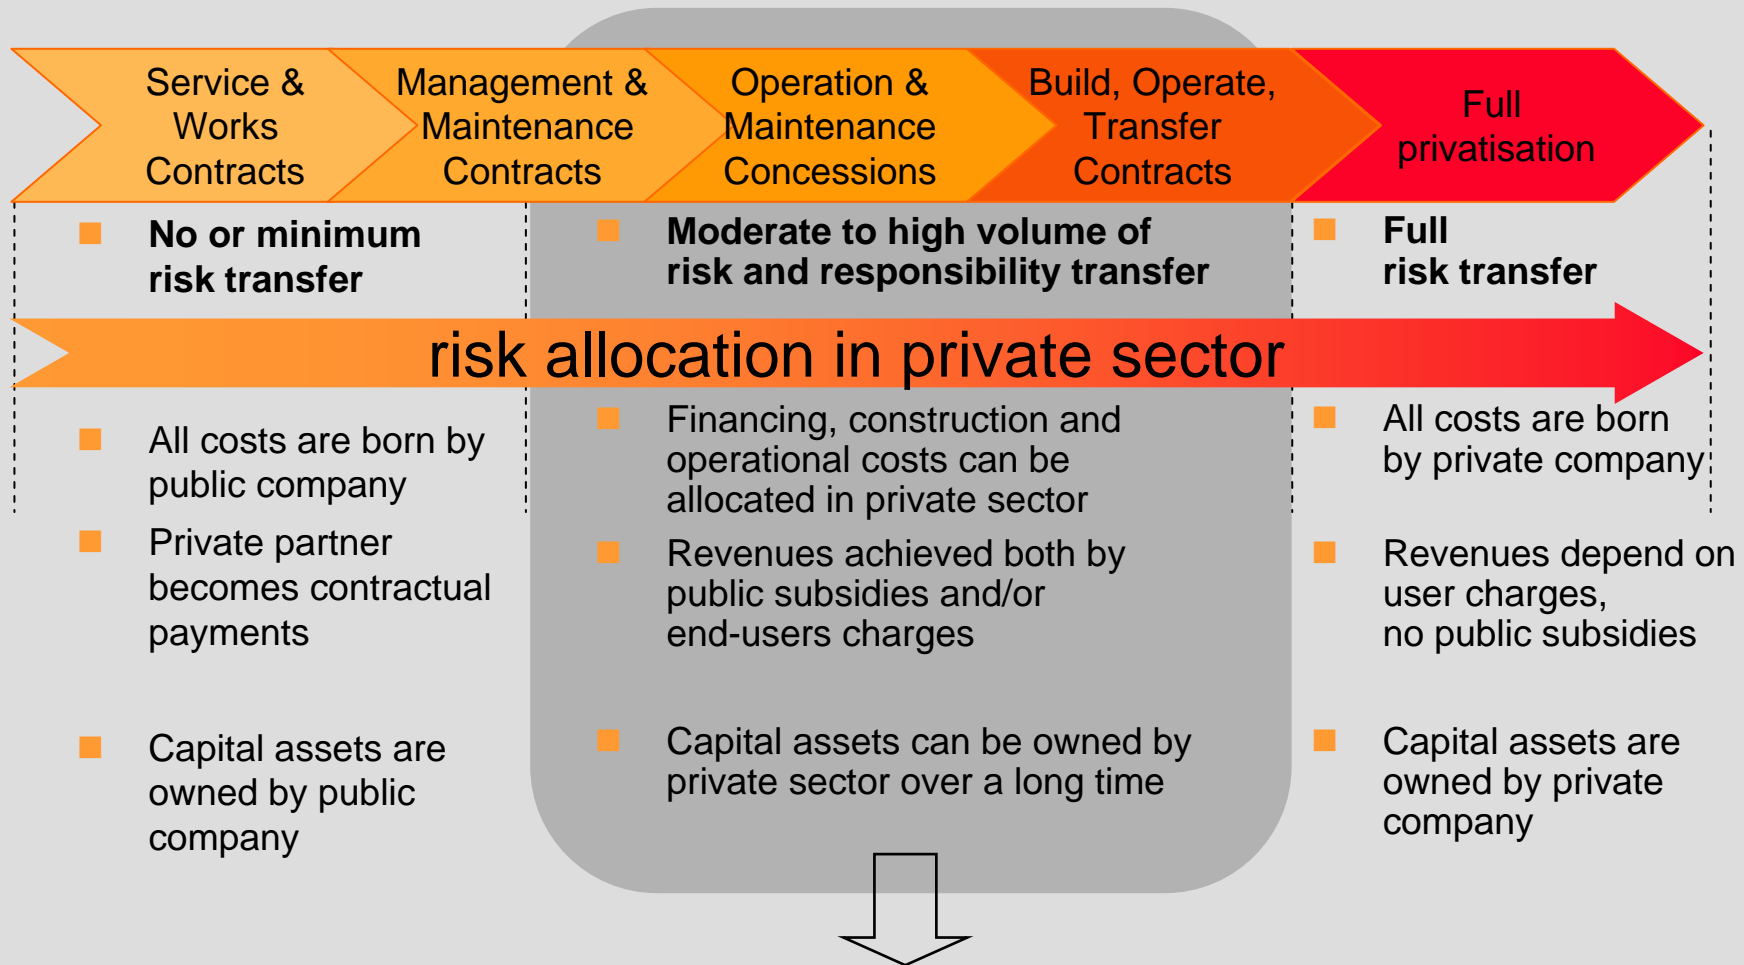 Service &
Works
Contracts
Management &
Maintenance
Contracts
Operation &
Maintenance
Concessions
Build, Operate,
Transfer
Contracts
Full
privatisation
No or minimum
risk transfer
Moderate to high volume of
risk and responsibility transfer
Full
risk transfer
risk allocation in private sector
All costs are born by
public company
Private partner
becomes contractual
payments
Capital assets are
owned by public
company
Financing, construction and
operational costs can be
allocated in private sector
Revenues achieved both by
public subsidies and/or
end-users charges
Capital assets can be owned by
private sector over a long time
All costs are born
by private company
Revenues depend on
user charges,
no public subsidies
Capital assets are
owned by private
company